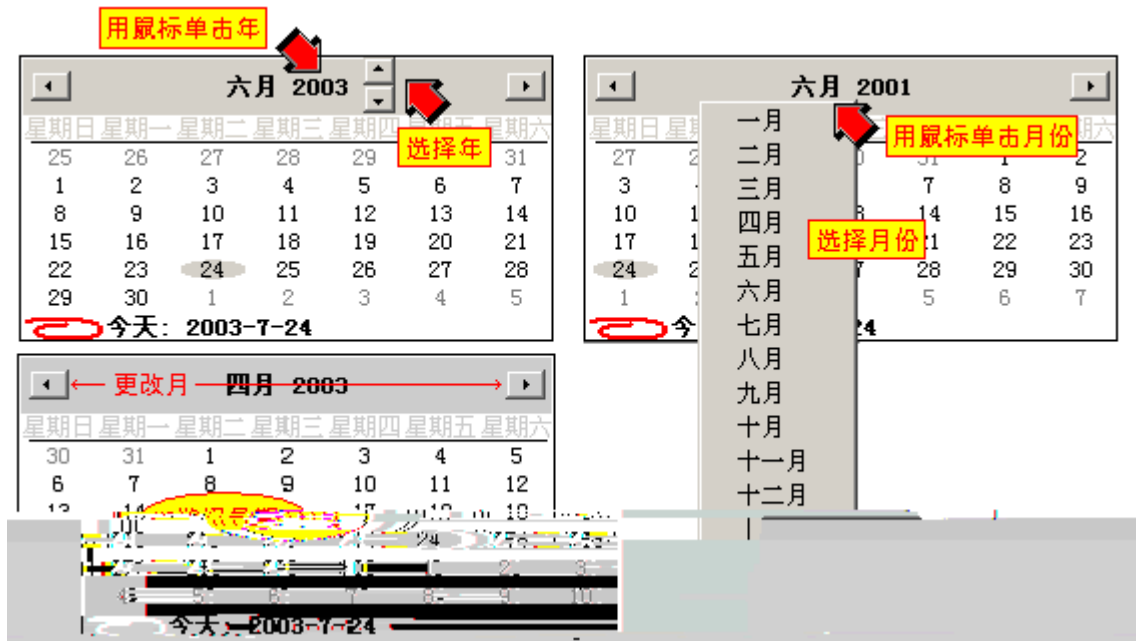 用鼠标单击年
六月 2003
选择年
星期日 星期一 星期二 星期三 星期四 星期六
25 26 27 28 29 31
1 2 3 4 5 6 7
8 9 10 11 12 13 14
15 16 17 18 19 20 21
22 23 24 25 26 27 28
29 30 1 2 3 4 5
今天: 2003-7-24
六月 2001
用鼠标单击月份
选择月份
星期日
27 1 2
3 7 8 9
10 14 15 16
17 22 23
24 28 29 30
1 5 6 7
今
一月
二月
三月
四月
五月
六月
七月
八月
九月
十月
十一月
十二月
更改月
四月 2003
星期日 星期一 星期二 星期三 星期四 星期五 星期六
30 31 1 2 3 4 5
6 7 8 9 10 11 12
24
今天: 2003-7-24